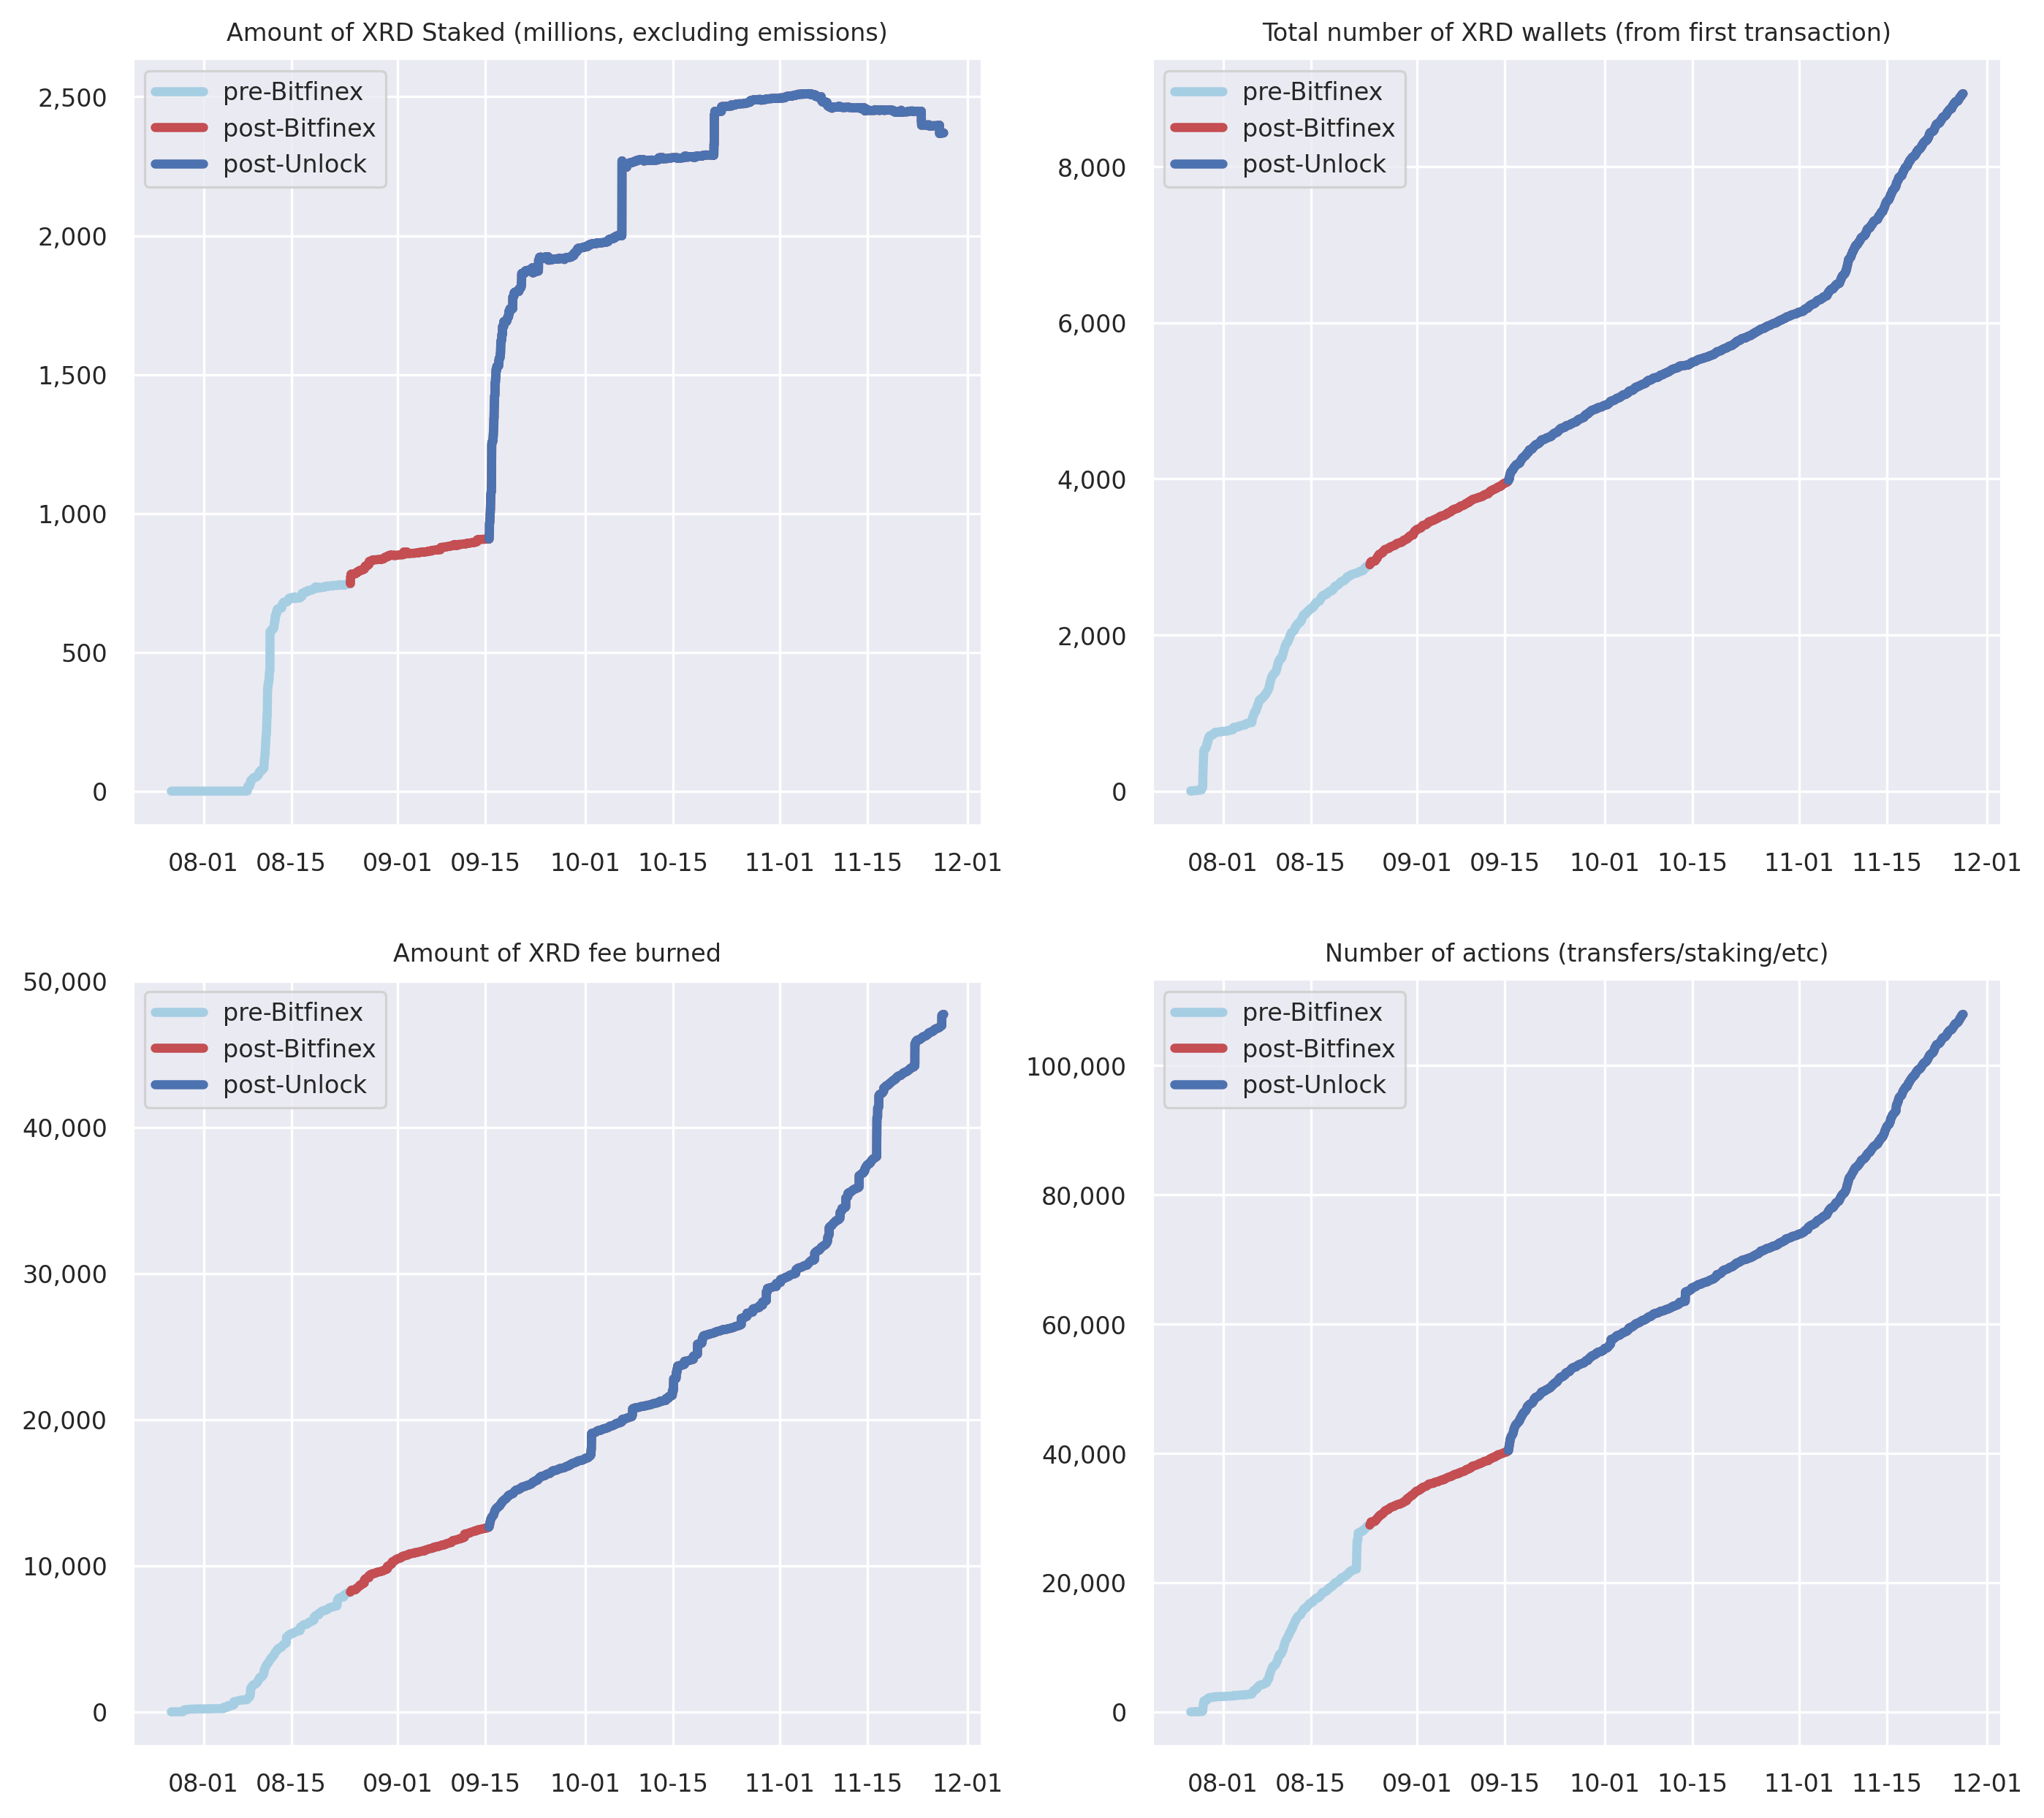 Amount of XRD Staked (millions, excluding emissions)
pre-Bitfinex
post-Bitfinex
post-Unlock
2,500
2,000
1,500
1,000
500
0
08-01 08-15 09-01 09-15 10-01 10-15 11-01 11-15 12-01
Total number of XRD wallets (from first transaction)
pre-Bitfinex
post-Bitfinex
post-Unlock
8,000
6,000
4,000
2,000
0
08-01 08-15 09-01 09-15 10-01 10-15 11-01 11-15 12-01
Amount of XRD fee burned
pre-Bitfinex
post-Bitfinex
post-Unlock
50,000
40,000
30,000
20,000
10,000
0
08-01 08-15 09-01 09-15 10-01 10-15 11-01 11-15 12-01
Number of actions (transfers/staking/etc)
pre-Bitfinex
post-Bitfinex
post-Unlock
100,000
80,000
60,000
40,000
20,000
0
08-01 08-15 09-01 09-15 10-01 10-15 11-01 11-15 12-01